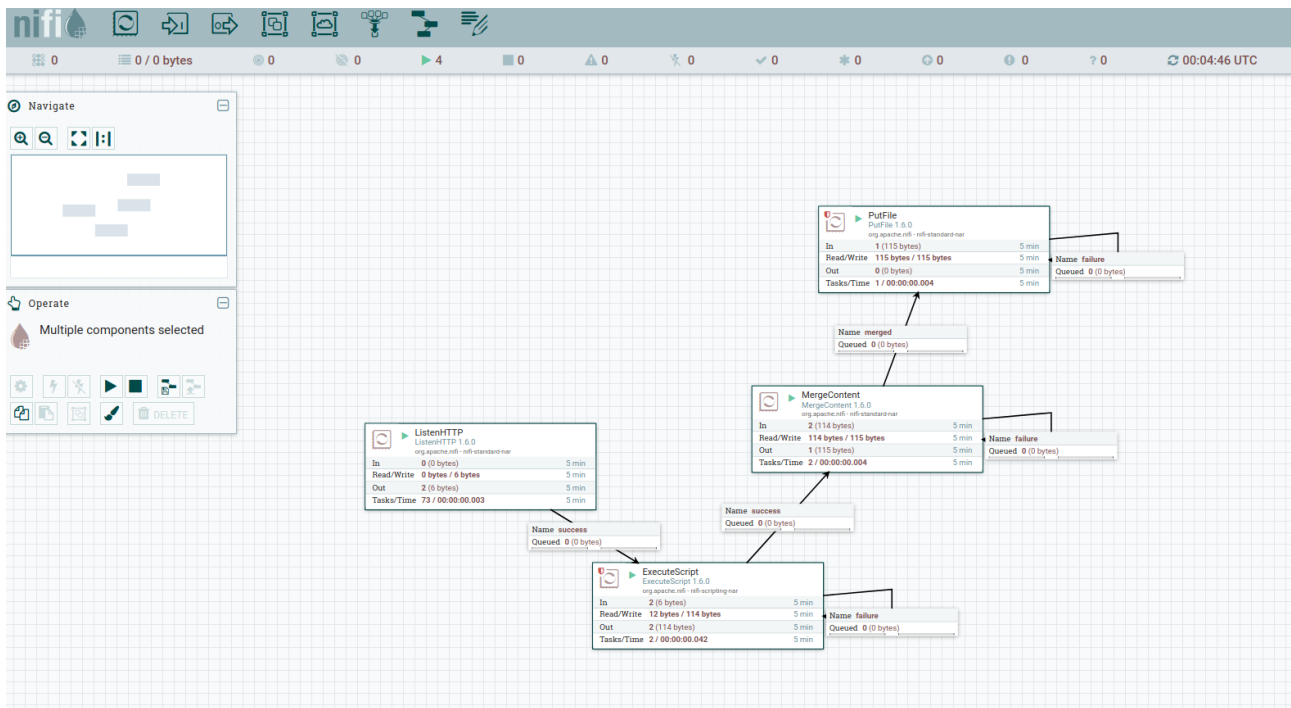 nifi
0 0 / 0 bytes 0 0 4 0 0 0 0 0 0 0 ? 0 00:04:46 UTC
Navigate
Operate
Multiple components selected
DELETE
PutFile
PutFile 1.6.0
org.apache.nifi - nifi-standard-nar
In 1 (115 bytes) 5 min
Read/Write 115 bytes / 115 bytes 5 min
Out 0 (0 bytes) 5 min
Tasks/Time 1 / 00:00:00.004 5 min
Name failure
Queued 0 (0 bytes)
Name merged
Queued 0 (0 bytes)
MergeContent
MergeContent 1.6.0
org.apache.nifi - nifi-standard-nar
In 2 (114 bytes) 5 min
Read/Write 114 bytes / 115 bytes 5 min
Out 1 (115 bytes) 5 min
Tasks/Time 2 / 00:00:00.004 5 min
Name failure
Queued 0 (0 bytes)
ListenHTTP
ListenHTTP 1.6.0
org.apache.nifi - nifi-standard-nar
In 0 (0 bytes) 5 min
Read/Write 0 bytes / 6 bytes 5 min
Out 2 (6 bytes) 5 min
Tasks/Time 73 / 00:00:00.003 5 min
Name success
Queued 0 (0 bytes)
Name success
Queued 0 (0 bytes)
ExecuteScript
ExecuteScript 1.6.0
org.apache.nifi - nifi-scripting-nar
In 2 (6 bytes) 5 min
Read/Write 12 bytes / 114 bytes 5 min
Out 2 (114 bytes) 5 min
Tasks/Time 2 / 00:00:00.042 5 min
Name failure
Queued 0 (0 bytes)